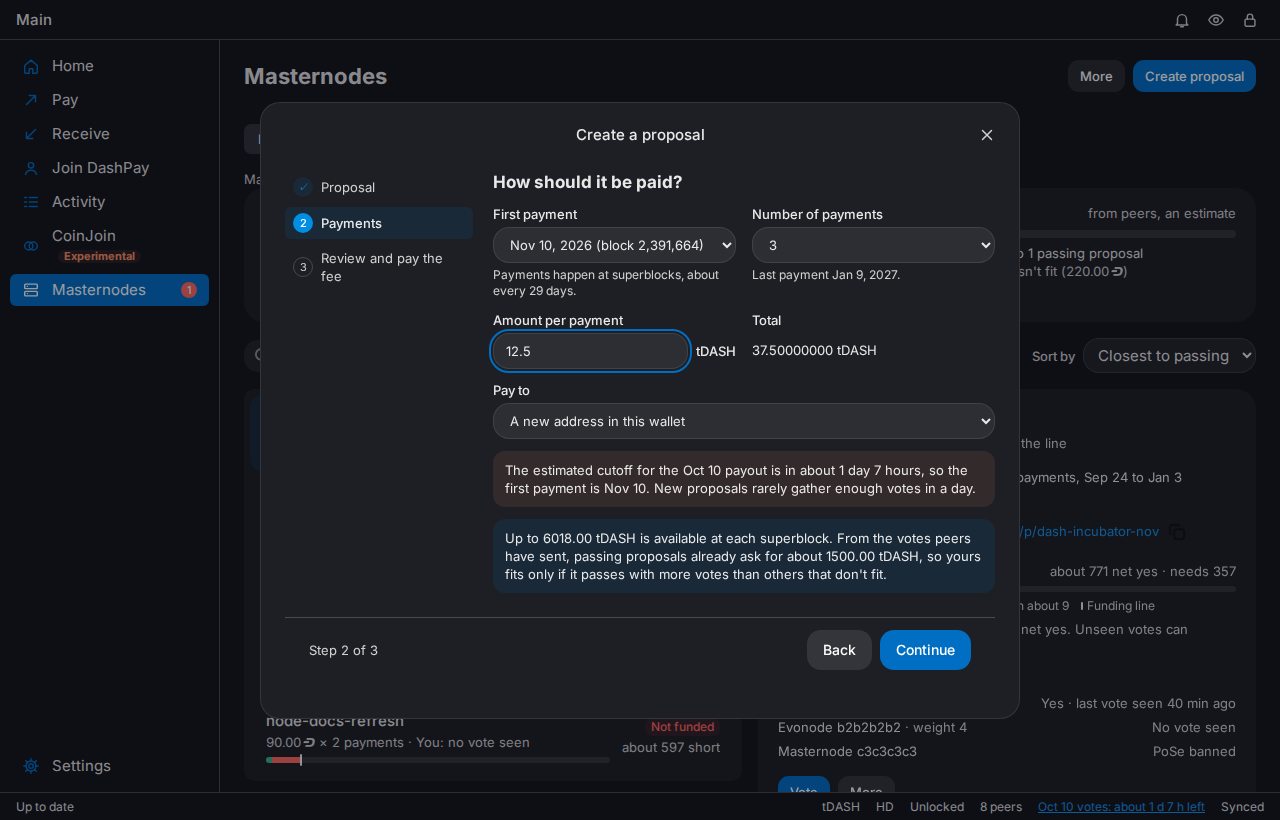 Main
Home
Pay
Receive
Join DashPay
Activity
CoinJoin
Experimental
Masternodes
1
Settings
Masternodes
More
Create proposal
from peers, an estimate
1 passing proposal
(220.00
Sort by
Closest to passing
the line
payments, Sep 24 to Jan 3
/p/dash-incubator-nov
about 771 net yes · needs 357
about 9
Funding line
net yes. Unseen votes can
Yes · last vote seen 40 min ago
Evonode b2b2b2b2 · weight 4
No vote seen
Masternode c3c3c3c3
PoSe banned
Vote
More
node-docs-refresh
Not funded
90.00 × 2 payments · You: no vote seen
about 597 short
Create a proposal
✓ Proposal
2 Payments
3 Review and pay the
fee
How should it be paid?
First payment
Number of payments
Nov 10, 2026 (block 2,391,664)
3
Payments happen at superblocks, about
every 29 days.
Last payment Jan 9, 2027.
Amount per payment
Total
12.5
tDASH
37.50000000 tDASH
Pay to
A new address in this wallet
The estimated cutoff for the Oct 10 payout is in about 1 day 7 hours, so the
first payment is Nov 10. New proposals rarely gather enough votes in a day.
Up to 6018.00 tDASH is available at each superblock. From the votes peers
have sent, passing proposals already ask for about 1500.00 tDASH, so yours
fits only if it passes with more votes than others that don't fit.
Step 2 of 3
Back
Continue
Up to date
tDASH
HD
Unlocked
8 peers
Oct 10 votes: about 1 d 7 h left
Synced